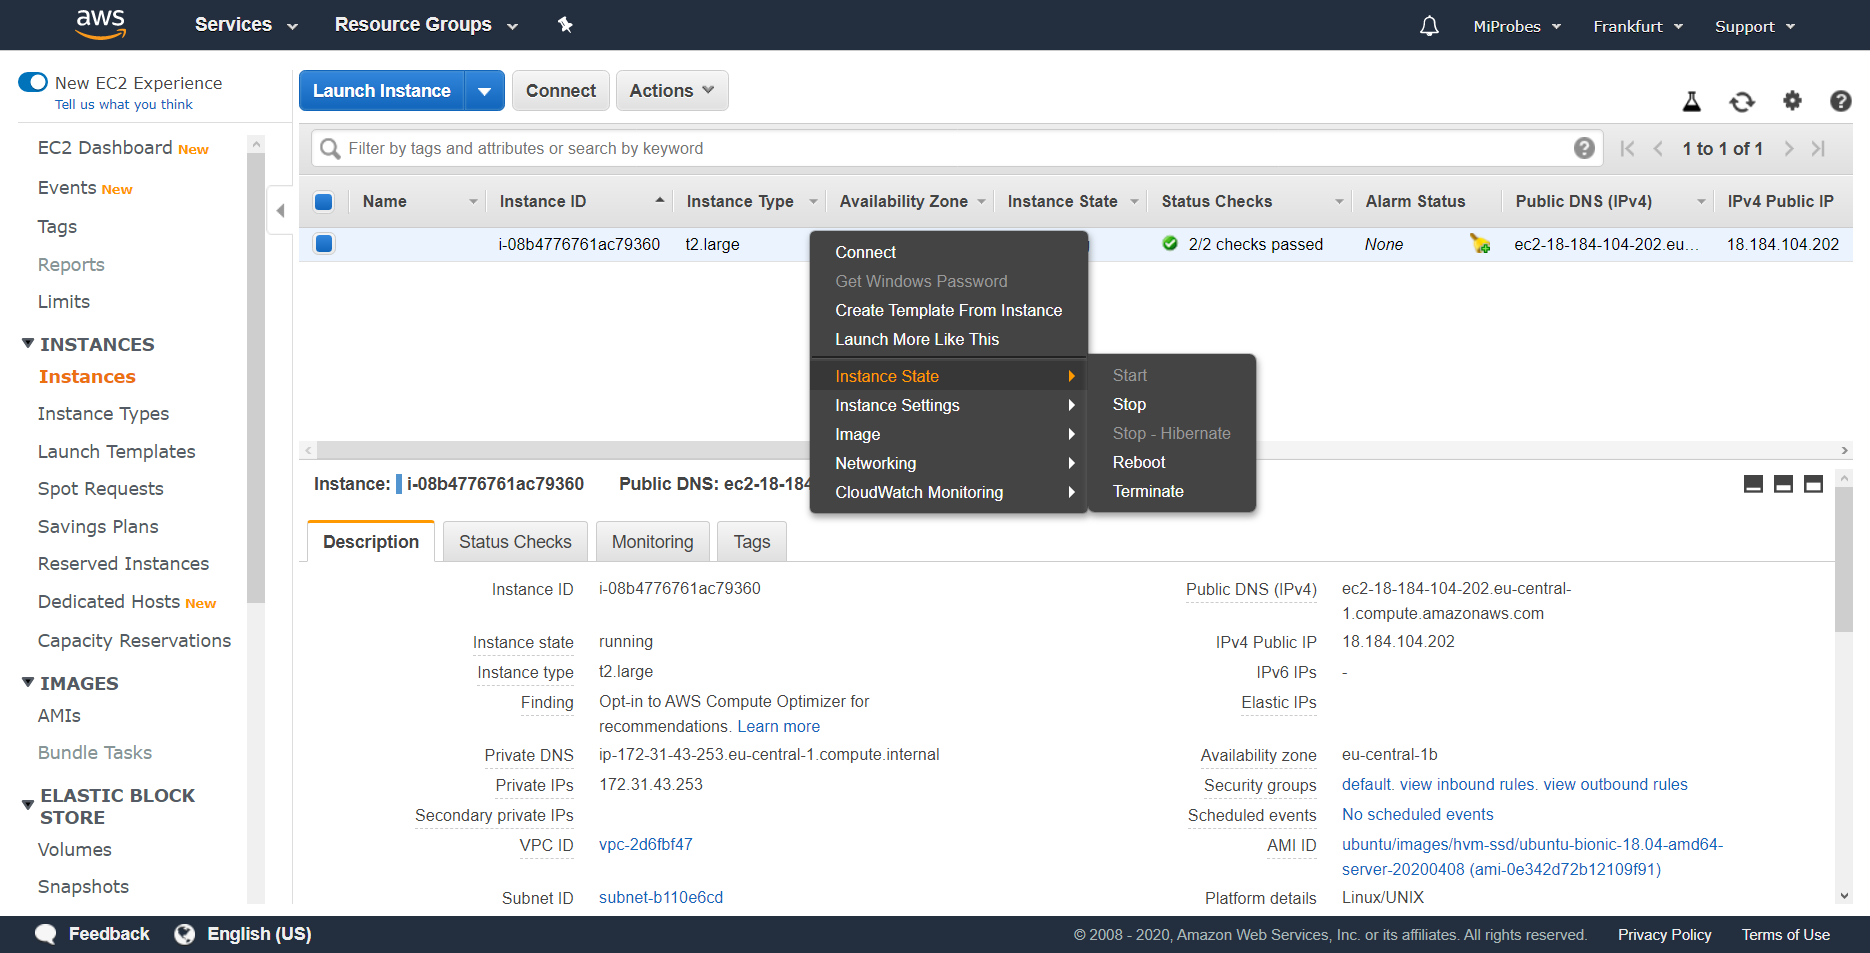 aws
Services
Resource Groups
MiProbes
Frankfurt
Support
New EC2 Experience
Tell us what you think
EC2 Dashboard New
Events New
Tags
Reports
Limits
INSTANCES
Instances
Instance Types
Launch Templates
Spot Requests
Savings Plans
Reserved Instances
Dedicated Hosts New
Capacity Reservations
IMAGES
AMIs
Bundle Tasks
ELASTIC BLOCK
STORE
Volumes
Snapshots
Launch Instance
Connect
Actions
Filter by tags and attributes or search by keyword
1 to 1 of 1
Name
Instance ID
Instance Type
Availability Zone
Instance State
Status Checks
Alarm Status
Public DNS (IPv4)
IPv4 Public IP
i-08b4776761ac79360
t2.large
2/2 checks passed
None
ec2-18-184-104-202.eu...
18.184.104.202
Connect
Get Windows Password
Create Template From Instance
Launch More Like This
Instance State
Instance Settings
Image
Networking
CloudWatch Monitoring
Start
Stop
Stop - Hibernate
Reboot
Terminate
Instance: i-08b4776761ac79360
Public DNS: ec2-18-184
Description
Status Checks
Monitoring
Tags
Instance ID i-08b4776761ac79360
Instance state running
Instance type t2.large
Finding Opt-in to AWS Compute Optimizer for
recommendations. Learn more
Private DNS ip-172-31-43-253.eu-central-1.compute.internal
Private IPs 172.31.43.253
Secondary private IPs
VPC ID vpc-2d6fbf47
Subnet ID subnet-b110e6cd
Public DNS (IPv4) ec2-18-184-104-202.eu-central-
1.compute.amazonaws.com
IPv4 Public IP 18.184.104.202
IPv6 IPs -
Elastic IPs
Availability zone eu-central-1b
Security groups default. view inbound rules. view outbound rules
Scheduled events No scheduled events
AMI ID ubuntu/images/hvm-ssd/ubuntu-bionic-18.04-amd64-
server-20200408 (ami-0e342d72b12109f91)
Platform details Linux/UNIX
Feedback
English (US)
© 2008 - 2020, Amazon Web Services, Inc. or its affiliates. All rights reserved.
Privacy Policy
Terms of Use